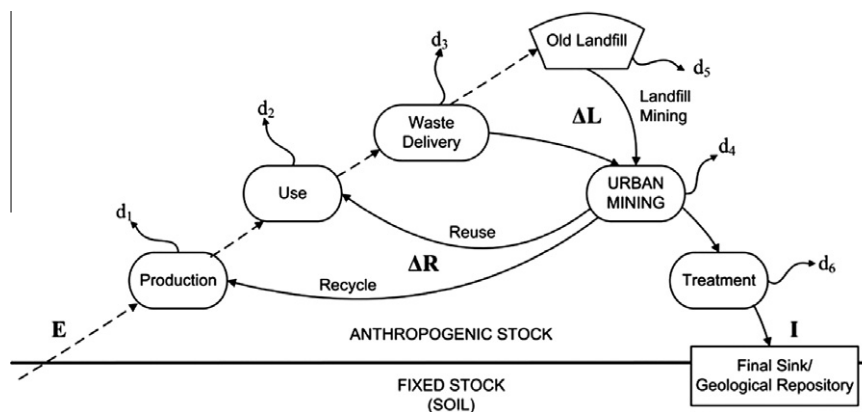 d₃
Old Landfill
d₅
d₂
Waste
Delivery
ΔL
Landfill
Mining
d₄
Use
URBAN
MINING
d₁
Reuse
ΔR
Production
Recycle
Treatment
d₆
E
ANTHROPOGENIC STOCK
I
FIXED STOCK
(SOIL)
Final Sink/
Geological Repository